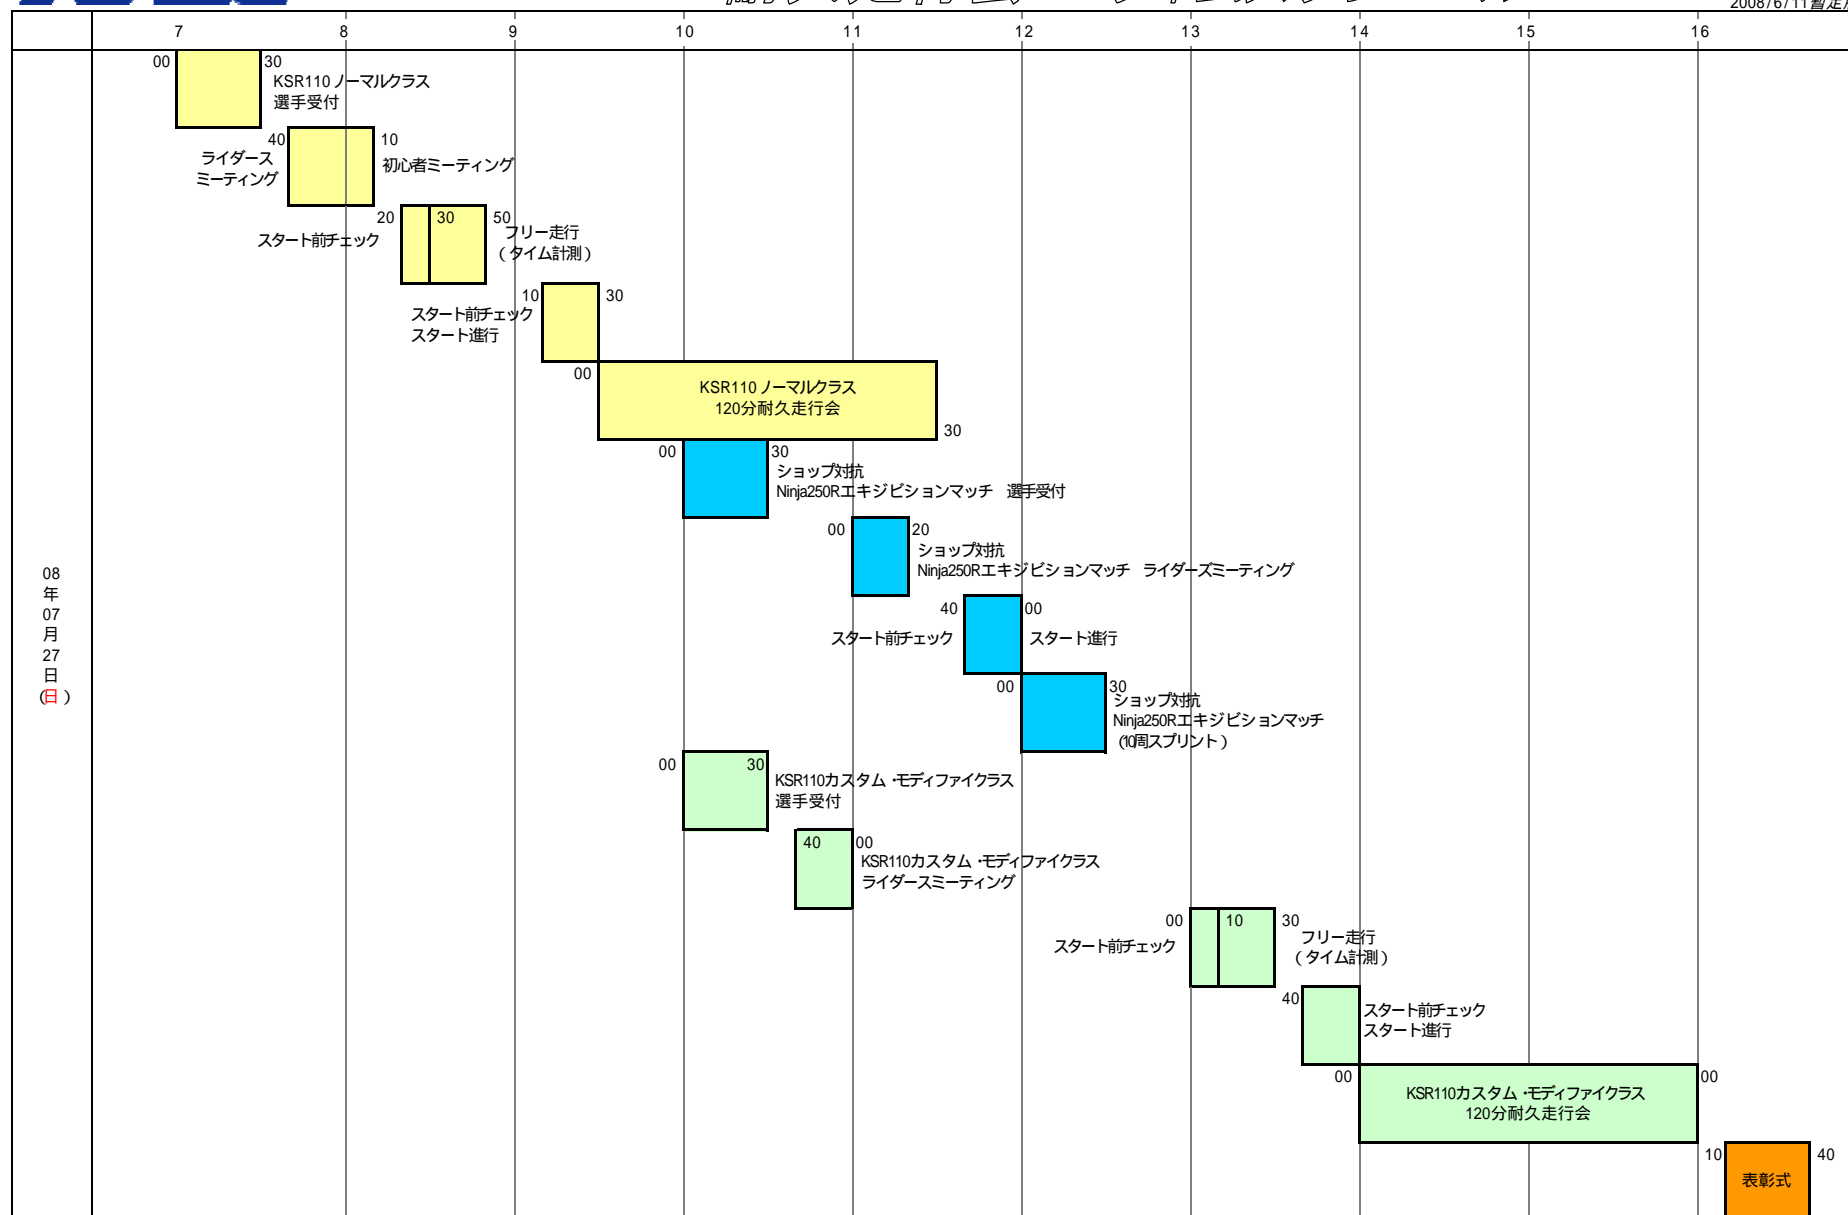 2008/6/11暫定版
7 8 9 10 11 12 13 14 15 16
00 30
KSR110 ノーマルクラス
選手受付
40 10
ライダース
ミーティング
初心者ミーティング
20 30 50
スタート前チェック
フリー走行
(タイム計測)
10 30
スタート前チェック
スタート進行
00
KSR110 ノーマルクラス
120分耐久走行会
30
00 30
ショップ対抗
Ninja250Rエキジビションマッチ 選手受付
00 20
ショップ対抗
Ninja250Rエキジビションマッチ ライダーズミーティング
08
年
07
月
27
日
(日)
40 00
スタート前チェック スタート進行
00 30
ショップ対抗
Ninja250Rエキジビションマッチ
(10周スプリント)
00 30
KSR110カスタム・モディファイクラス
選手受付
40 00
KSR110カスタム・モディファイクラス
ライダースミーティング
00 10 30
スタート前チェック
フリー走行
(タイム計測)
40
スタート前チェック
スタート進行
00 00
KSR110カスタム・モディファイクラス
120分耐久走行会
10 40
表彰式